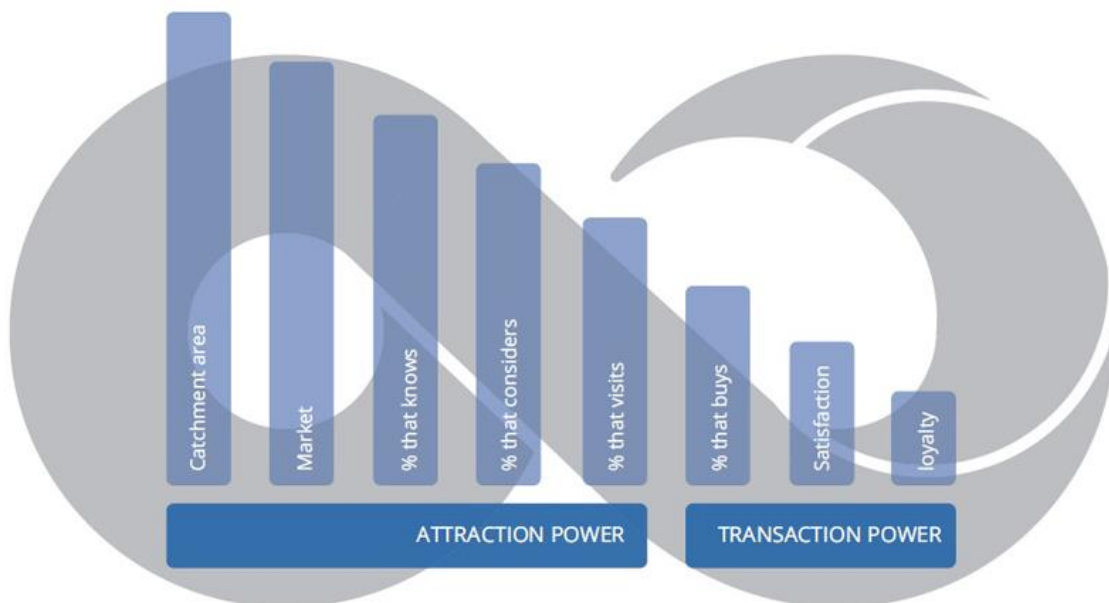 Catchment area
Market
% that knows
% that considers
% that visits
% that buys
Satisfaction
loyalty
ATTRACTION POWER
TRANSACTION POWER